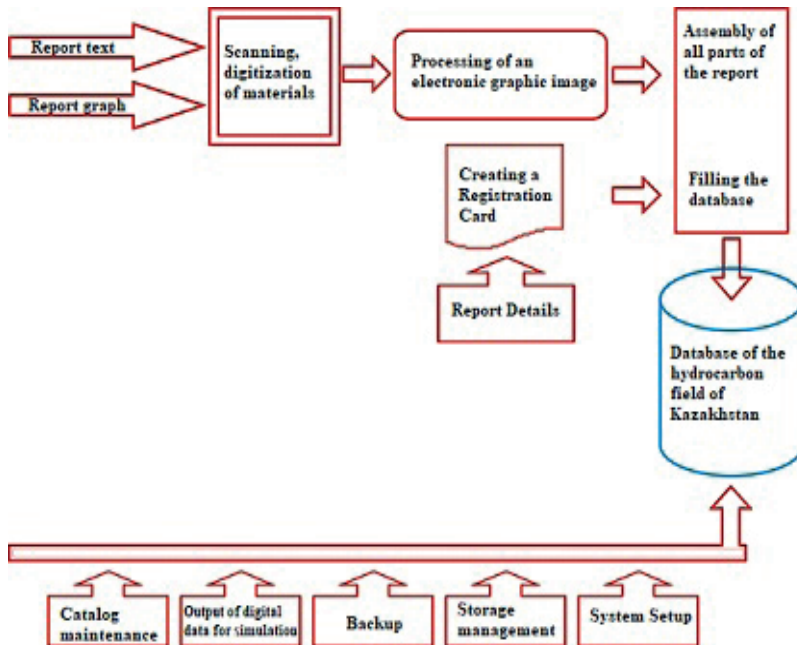 Report text
Report graph
Scanning,
digitization
of materials
Processing of an
electronic graphic image
Assembly of
all parts of
the report
Creating a
Registration
Card
Filling the
database
Report Details
Database of the
hydrocarbon
field of
Kazakhstan
Catalog
maintenance
Output of digital
data for simulation
Backup
Storage
management
System Setup